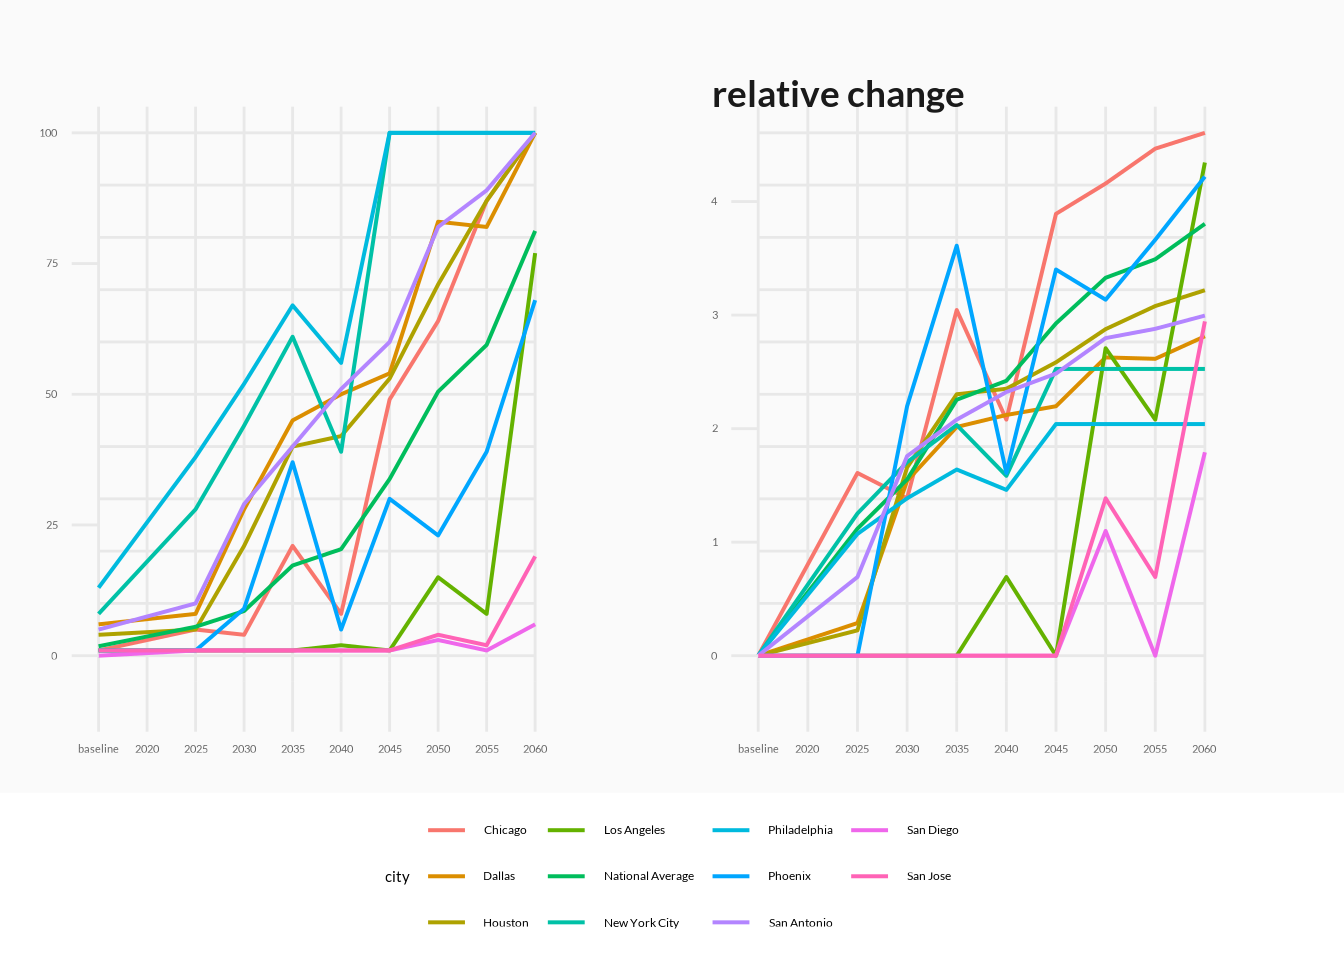 relative change
100
75
50
25
0
4
3
2
1
0
baseline 2020 2025 2030 2035 2040 2045 2050 2055 2060
baseline 2020 2025 2030 2035 2040 2045 2050 2055 2060
city
Chicago Los Angeles Philadelphia San Diego
Dallas National Average Phoenix San Jose
Houston New York City San Antonio